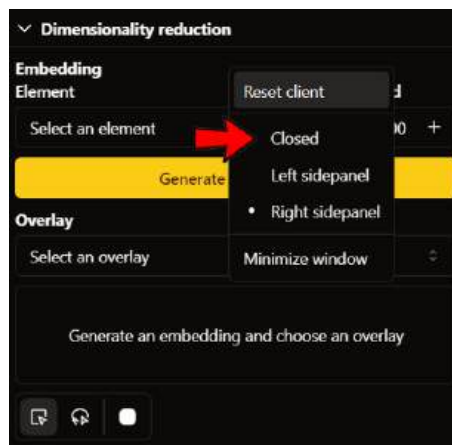 Dimensionality reduction
Embedding
Element
Reset client
Select an element
Closed
00 +
Generate
Left sidepanel
Overlay
• Right sidepanel
Select an overlay
Minimize window
Generate an embedding and choose an overlay